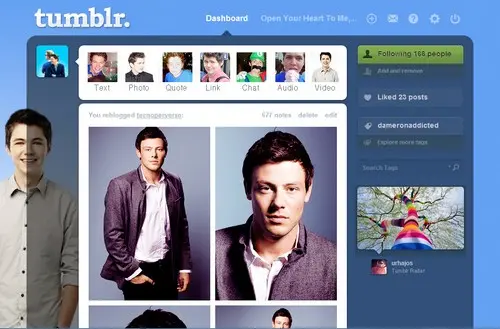 tumblr.
Dashboard Open Your Heart To Me,...
Text Photo Quote Link Chat Audio Video
Following 166 people
Add and remove
Liked 23 posts
dameronaddicted
Explore more tags
Search Tags
You reblogged
577 notes delete edit
urhajos
Tumblr Radar